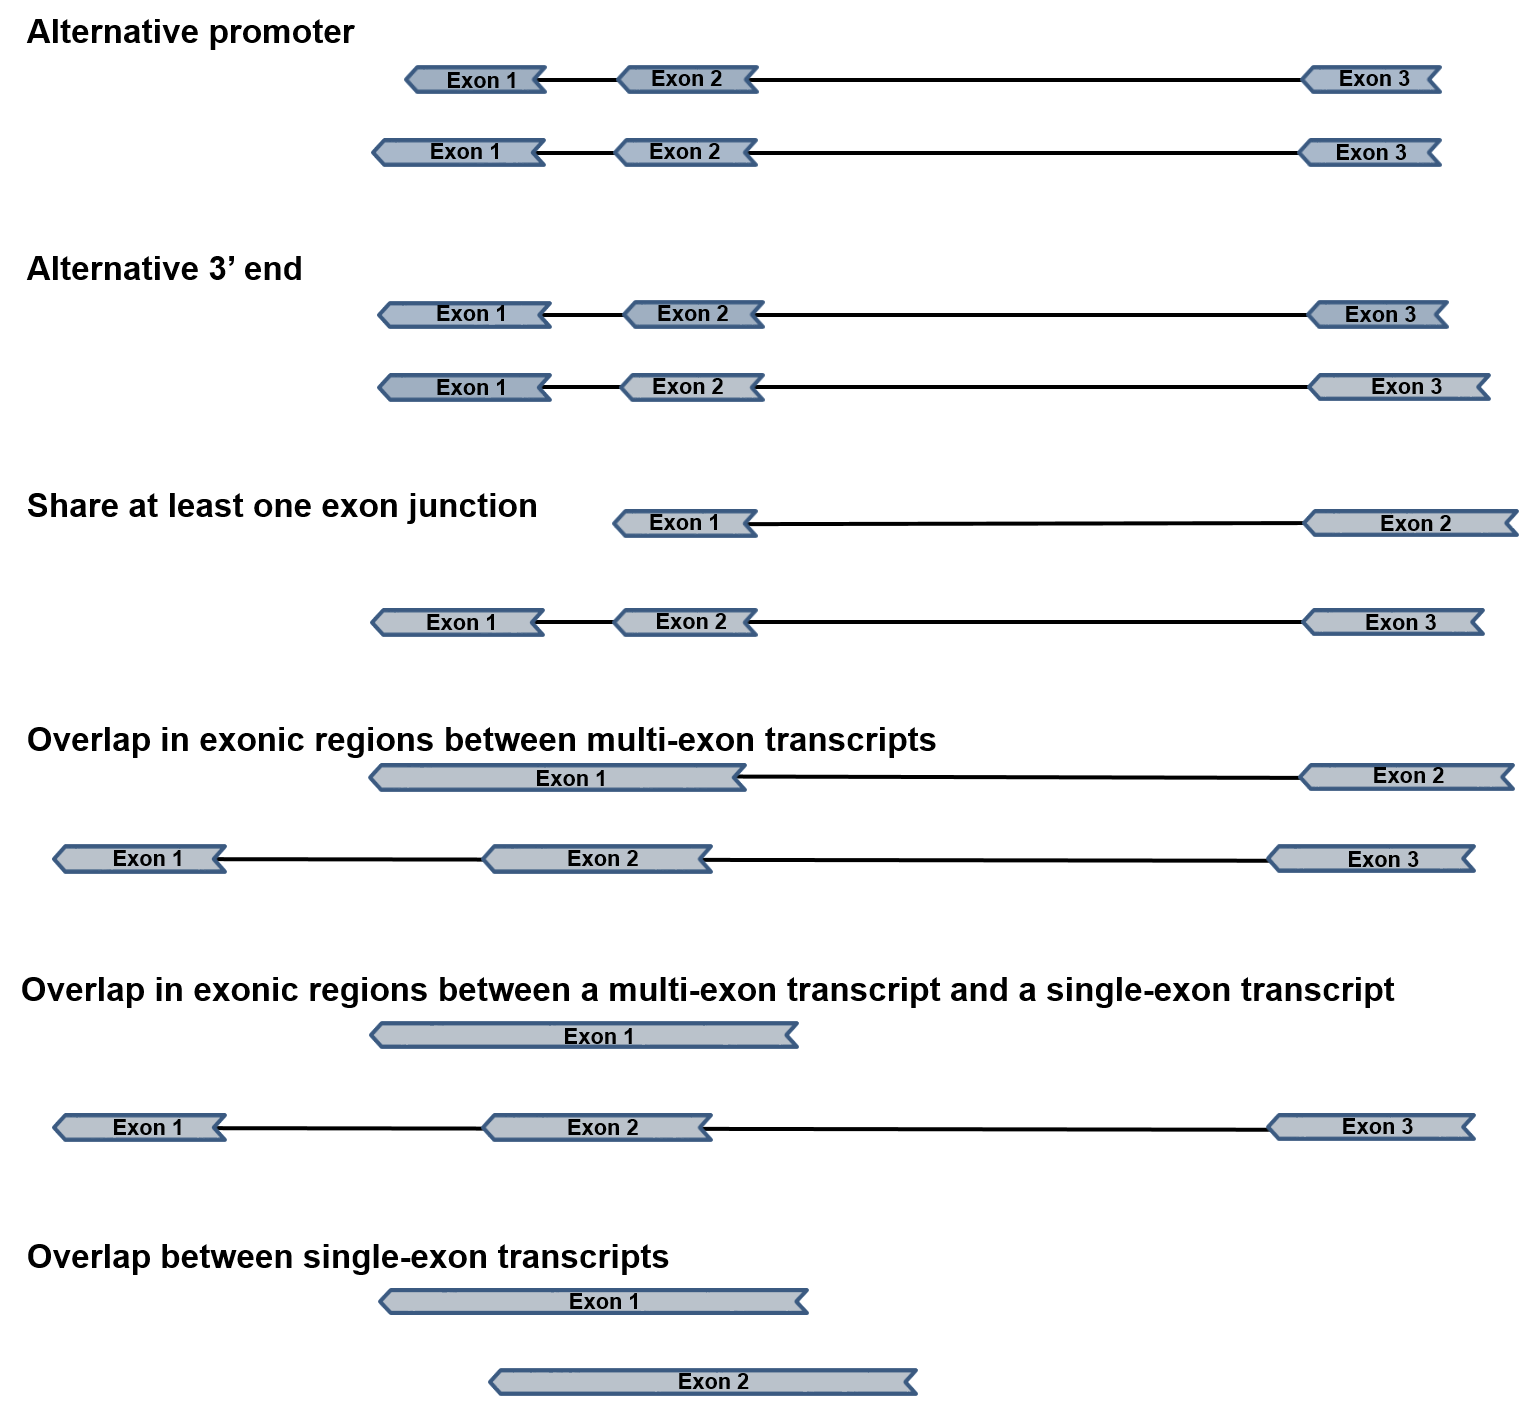 Alternative promoter
Exon 1 Exon 2 Exon 3
Exon 1 Exon 2 Exon 3
Alternative 3’ end
Exon 1 Exon 2 Exon 3
Exon 1 Exon 2 Exon 3
Share at least one exon junction
Exon 1 Exon 2
Exon 1 Exon 2 Exon 3
Overlap in exonic regions between multi-exon transcripts
Exon 1 Exon 2
Exon 1 Exon 2 Exon 3
Overlap in exonic regions between a multi-exon transcript and a single-exon transcript
Exon 1
Exon 1 Exon 2 Exon 3
Overlap between single-exon transcripts
Exon 1
Exon 2